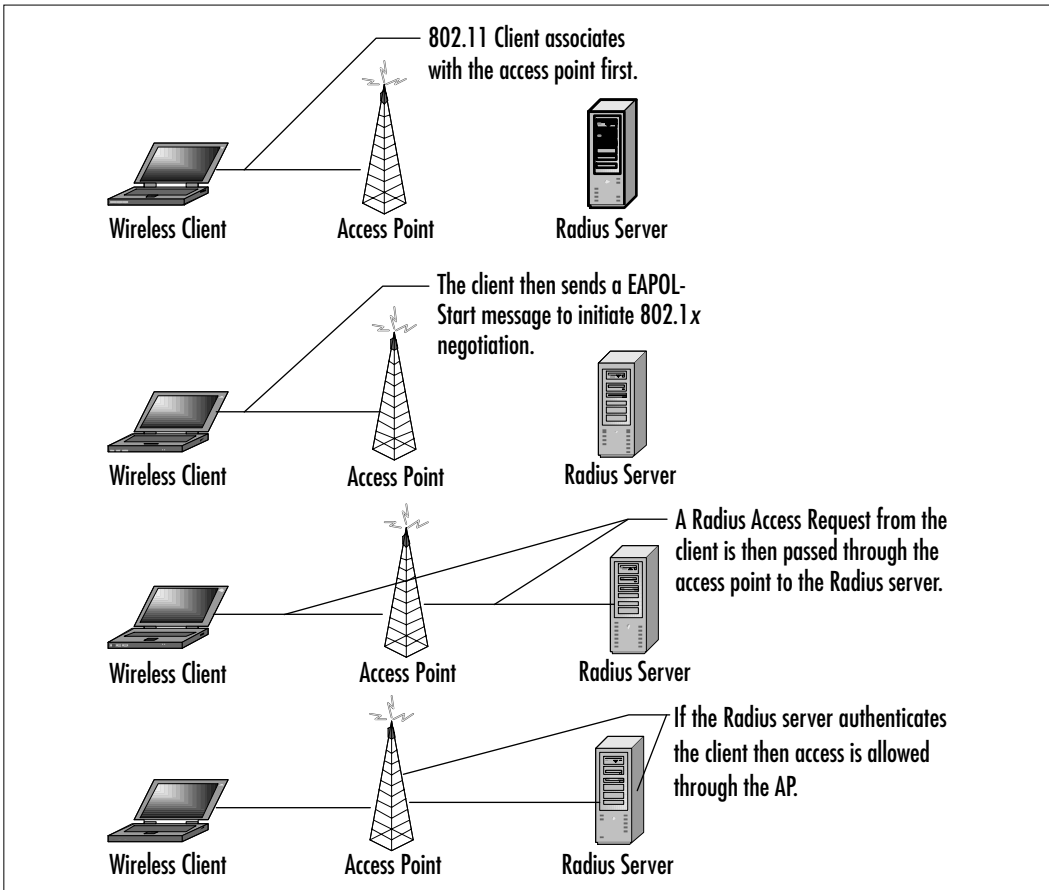 802.11 Client associates
with the access point first.
Wireless Client
Access Point
Radius Server
The client then sends a EAPOL-
Start message to initiate 802.1x
negotiation.
Wireless Client
Access Point
Radius Server
A Radius Access Request from the
client is then passed through the
access point to the Radius server.
Wireless Client
Access Point
Radius Server
If the Radius server authenticates
the client then access is allowed
through the AP.
Wireless Client
Access Point
Radius Server